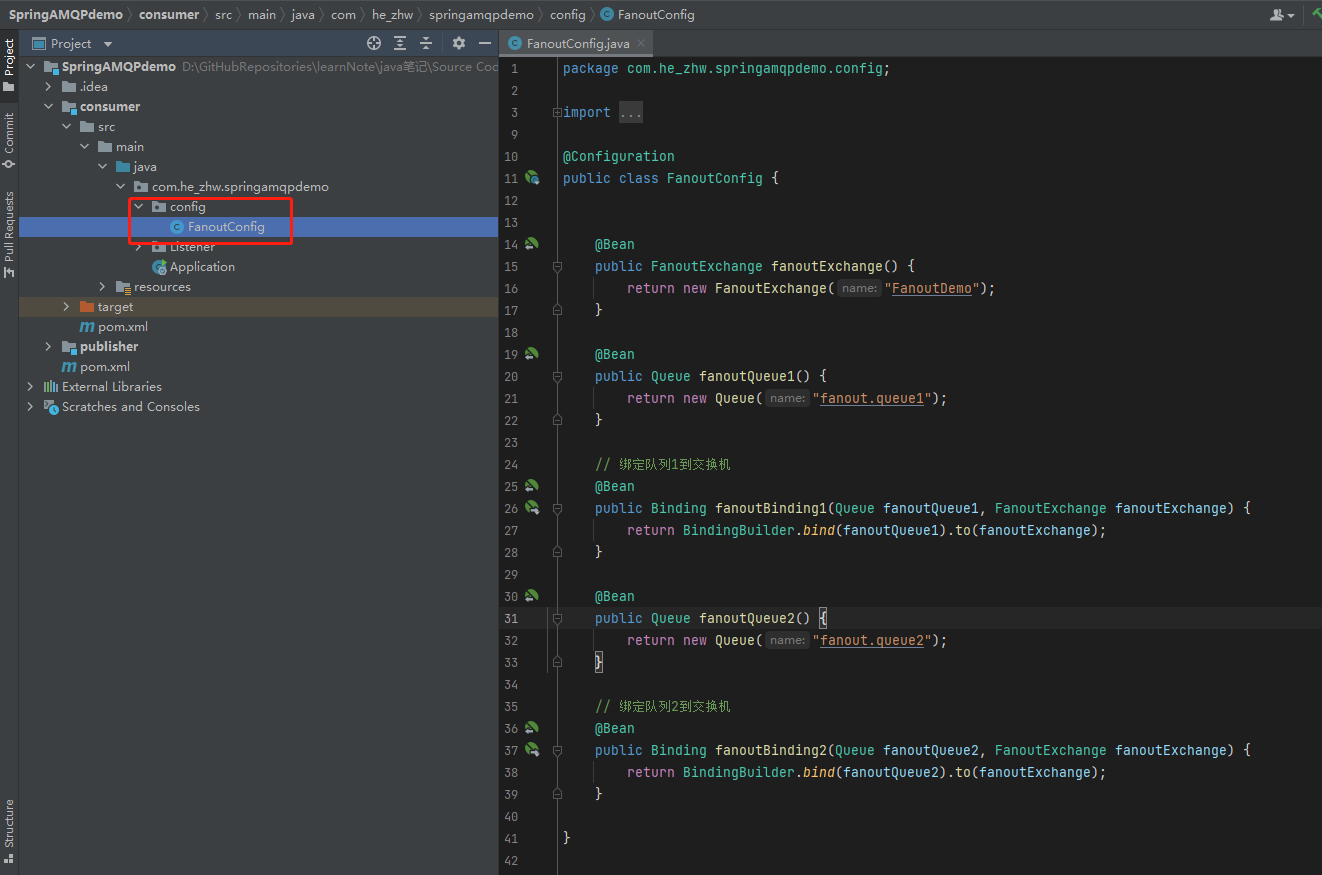 SpringAMQPdemo consumer src main java com he_zhw springamqpdemo config FanoutConfig
Project
Commit
Pull Requests
Structure
Project
SpringAMQPdemo D:\GitHubRepositories\learnNote\java笔记\Source Coc
.idea
consumer
src
main
java
com.he_zhw.springamqpdemo
config
FanoutConfig
Listener
Application
resources
target
pom.xml
publisher
pom.xml
External Libraries
Scratches and Consoles
FanoutConfig.java
1 package com.he_zhw.springamqpdemo.config;
2
3 import ...
9
10 @Configuration
11 public class FanoutConfig {
12
13
14 @Bean
15 public FanoutExchange fanoutExchange() {
16 return new FanoutExchange( name: "FanoutDemo");
17 }
18
19 @Bean
20 public Queue fanoutQueue1() {
21 return new Queue( name: "fanout.queue1");
22 }
23
24 // 绑定队列1到交换机
25 @Bean
26 public Binding fanoutBinding1(Queue fanoutQueue1, FanoutExchange fanoutExchange) {
27 return BindingBuilder.bind(fanoutQueue1).to(fanoutExchange);
28 }
29
30 @Bean
31 public Queue fanoutQueue2() {
32 return new Queue( name: "fanout.queue2");
33 }
34
35 // 绑定队列2到交换机
36 @Bean
37 public Binding fanoutBinding2(Queue fanoutQueue2, FanoutExchange fanoutExchange) {
38 return BindingBuilder.bind(fanoutQueue2).to(fanoutExchange);
39 }
40
41 }
42